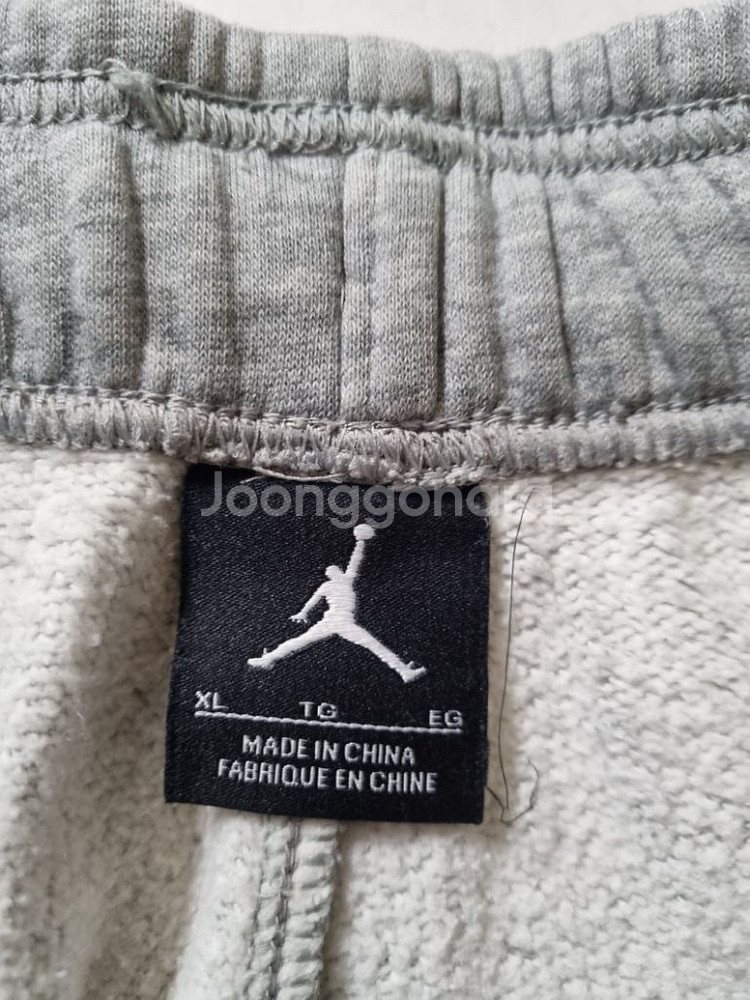 Joonggonara
XL TG EG
MADE IN CHINA
FABRIQUE EN CHINE